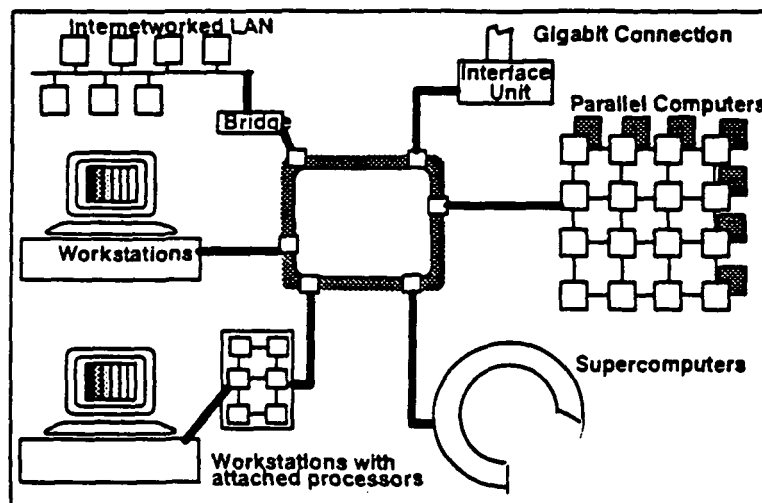 Internetworked LAN
Gigabit Connection
Interface
Unit
Parallel Computers
Bridge
Workstations
Supercomputers
Workstations with
attached processors